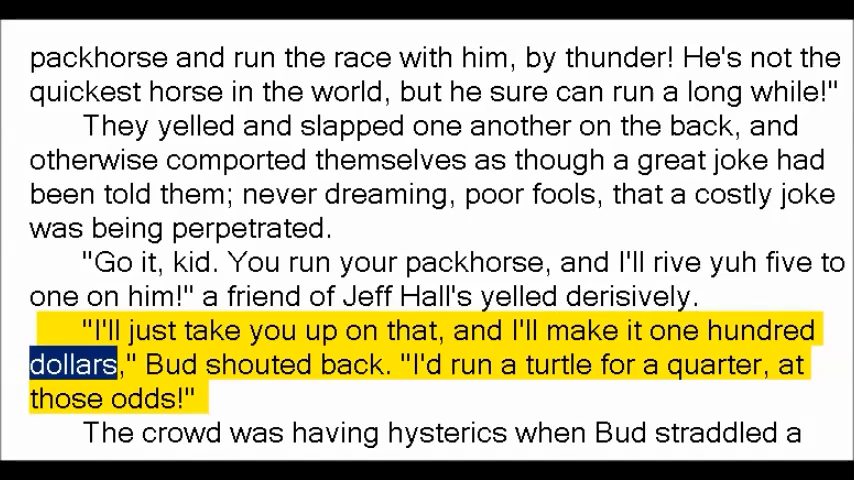 packhorse and run the race with him, by thunder! He's not the
quickest horse in the world, but he sure can run a long while!"
They yelled and slapped one another on the back, and
otherwise comported themselves as though a great joke had
been told them; never dreaming, poor fools, that a costly joke
was being perpetrated.
"Go it, kid. You run your packhorse, and I'll rive yuh five to
one on him!" a friend of Jeff Hall's yelled derisively.
"I'll just take you up on that, and I'll make it one hundred
dollars," Bud shouted back. "I'd run a turtle for a quarter, at
those odds!"
The crowd was having hysterics when Bud straddled a